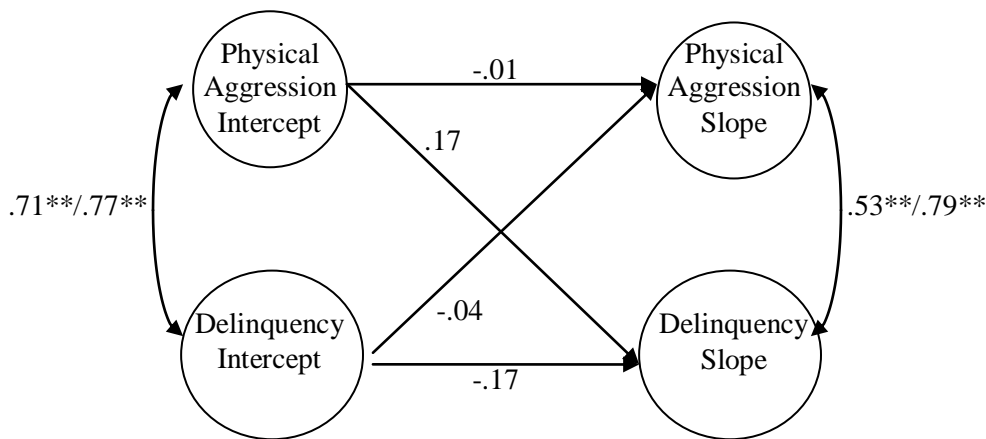 Physical
Aggression
Intercept
-.01
Physical
Aggression
Slope
.17
.71**/.77**
.53**/.79**
Delinquency
Intercept
-.04
-.17
Delinquency
Slope